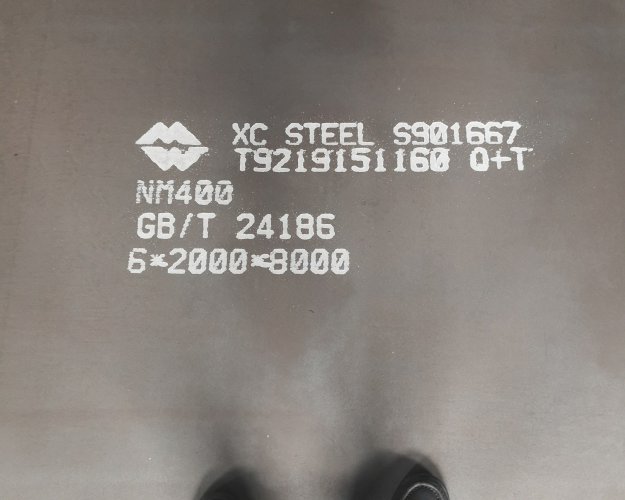 XC STEEL S901667
T9219151160 Q+T
NM400
GB/T 24186
6*2000*8000